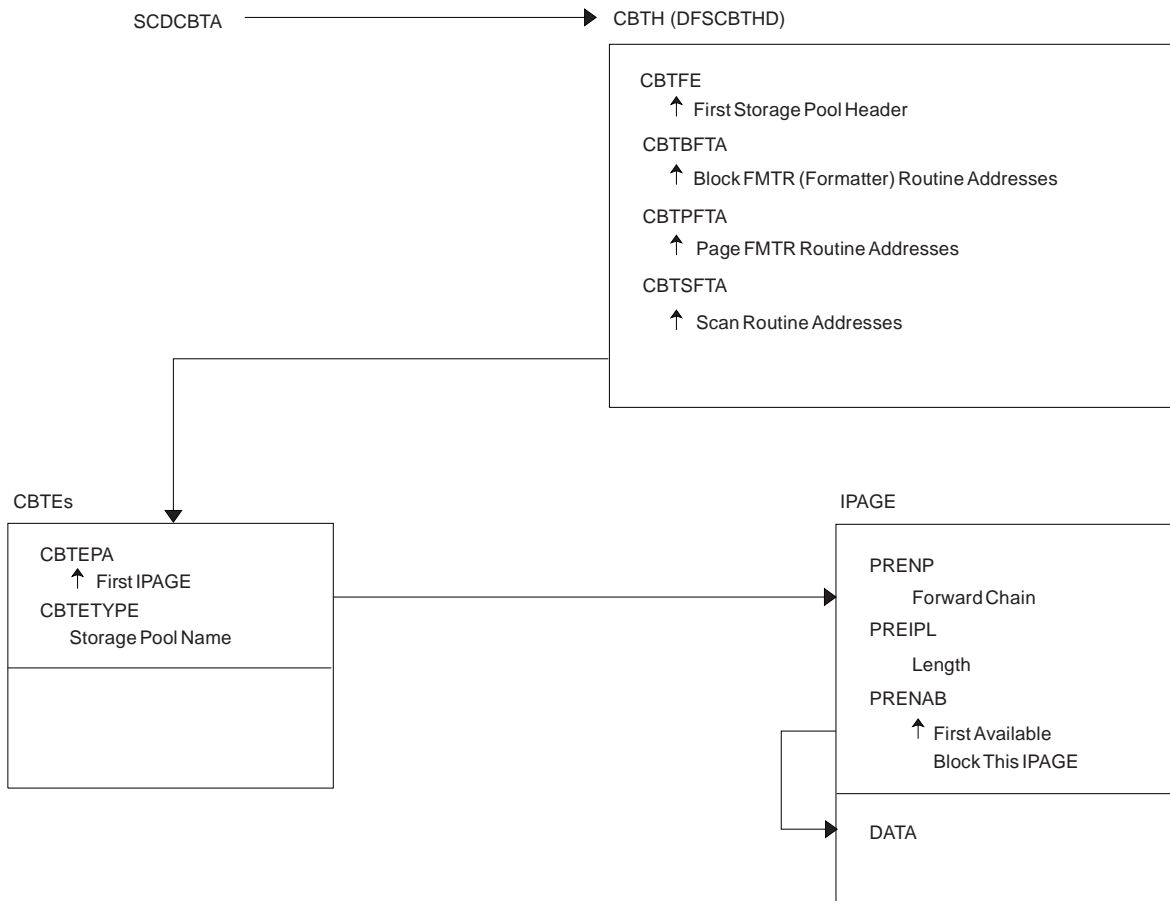 SCDCBTA
CBTH (DFSCBTHD)
CBTFE
↑ First Storage Pool Header
CBTBFTA
↑ Block FMTR (Formatter) Routine Addresses
CBTPFTA
↑ Page FMTR Routine Addresses
CBTSFTA
↑ Scan Routine Addresses
CBTEs
CBTEPA
↑ First IPAGE
CBTETYPE
Storage Pool Name
IPAGE
PRENP
Forward Chain
PREIPL
Length
PRENAB
↑ First Available
Block This IPAGE
DATA